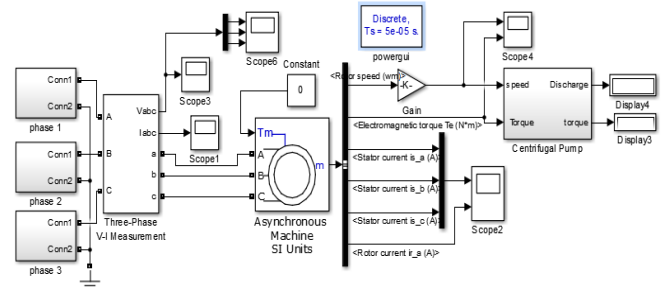 Discrete,
Ts = 5e-05 s.
powergui
Scope6
Scope4
Constant
0
Scope3
<Rotor speed (wm)>
-K-
Gain
speed
Discharge
Display4
Conn1
Conn2
phase 1
Vabc
A
Iabc
Scope1
Tm
<Electromagnetic torque Te (N*m)>
Torque
torque
Display3
Centrifugal Pump
Conn1
Conn2
phase 2
B
a
A
m
<Stator current is_a (A)>
b
B
<Stator current is_b (A)>
C
c
C
<Stator current is_c (A)>
Scope2
Conn1
Conn2
phase 3
Three-Phase
V-I Measurement
Asynchronous
Machine
SI Units
<Rotor current ir_a (A)>